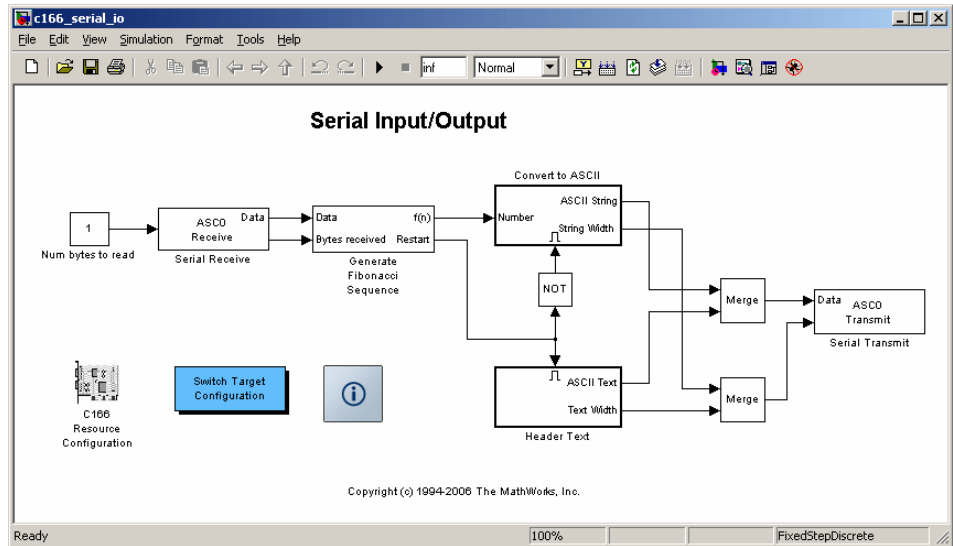 c166_serial_io
File Edit View Simulation Format Tools Help
inf Normal
Serial Input/Output
Convert to ASCII
ASCII String
Number
String Width
1
Num bytes to read
ASC0
Receive
Data
Serial Receive
Data f(n)
Bytes received Restart
Generate
Fibonacci
Sequence
NOT
Merge
Data ASC0
Transmit
Serial Transmit
C166
Resource
Configuration
Switch Target
Configuration
i
ASCII Text
Text Width
Header Text
Merge
Copyright (c) 1994-2006 The MathWorks, Inc.
Ready 100% FixedStepDiscrete